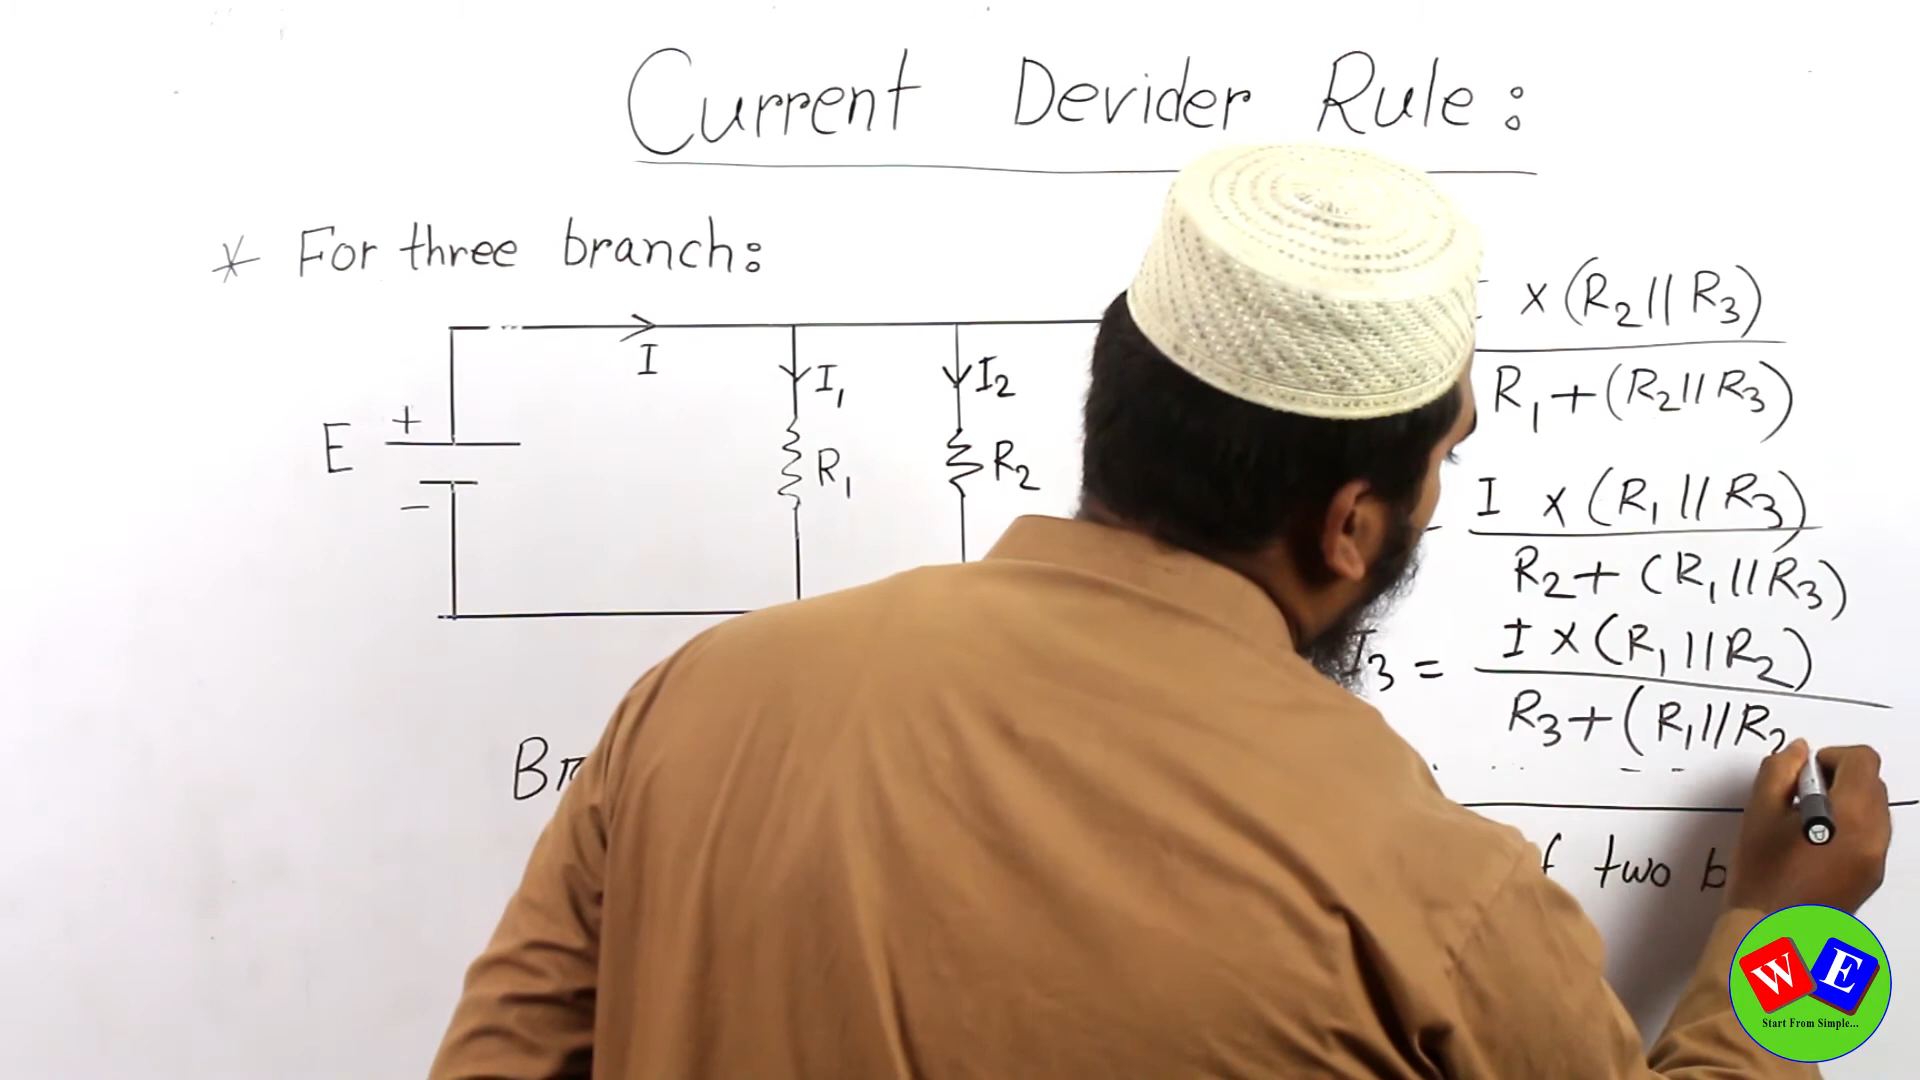 Current Devider Rule:
* For three branch:
I
I1
I2
E
+
-
R1
R2
x (R2 || R3)
R1 + (R2 || R3)
I x (R1 || R3)
R2 + (R1 || R3)
I3 = I x (R1 || R2)
R3 + (R1 || R2
two b
W E
Start From Simple...